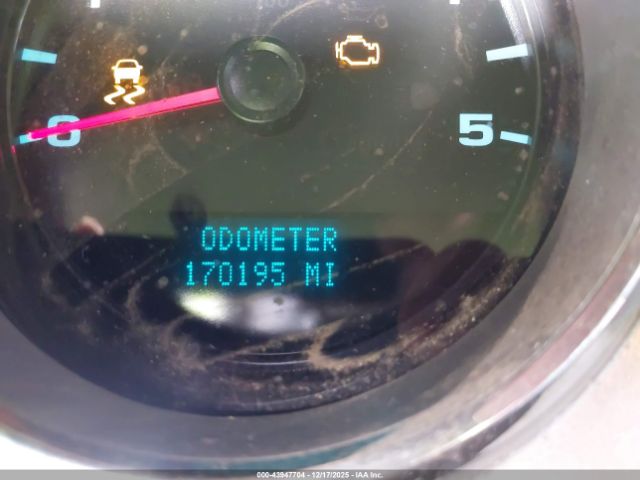 0
5
ODOMETER
170195 MI
000-43947704 - 12/17/2025 - IAA Inc.